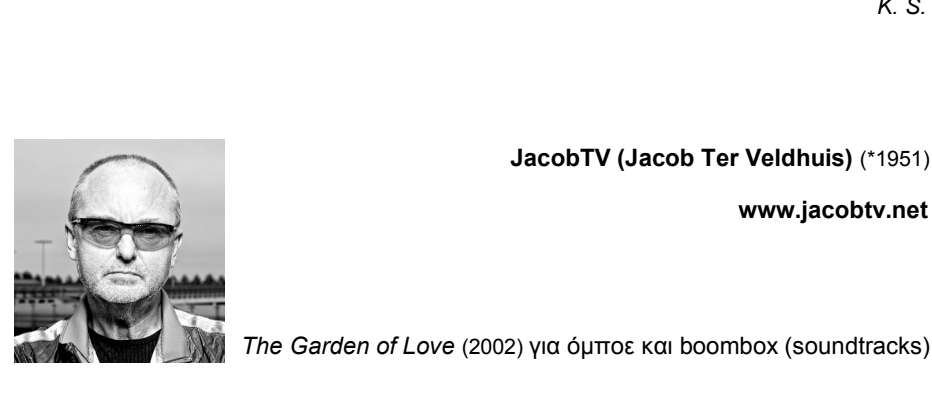 K. S.
JacobTV (Jacob Ter Veldhuis) (*1951)
www.jacobtv.net
The Garden of Love (2002) για όμποε και boombox (soundtracks)